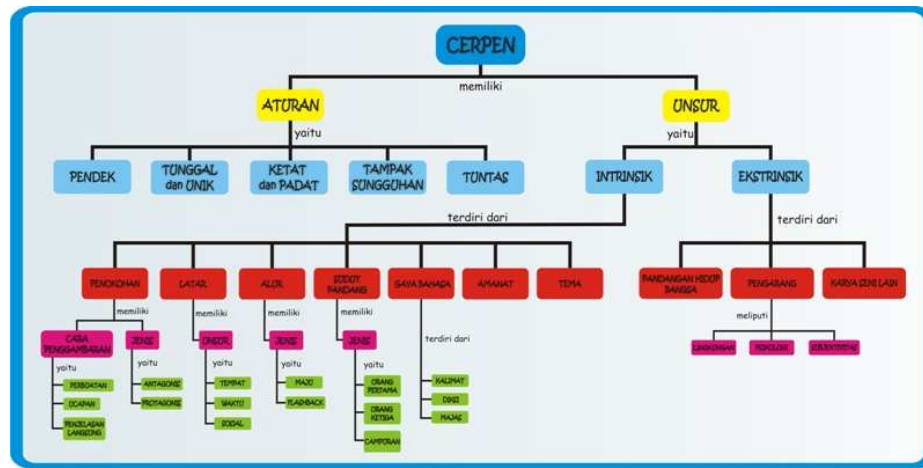 CERPEN
memiliki
ATURAN
UNSUR
yaitu
yaitu
PENDEK
TUNGGAL
dan UNIK
KETAT
dan PADAT
TAMPAK
SUNGGUHAN
TUNTAS
INTRINSIK
EKSTRINSIK
terdiri dari
terdiri dari
PENOKOHAN
LATAR
ALUR
SUDUT
PANDANG
GAYA BAHASA
AMANAT
TEMA
PANDANGAN HIDUP
BANGSA
PENGARANG
KARYA SENI LAIN
memiliki
memiliki
memiliki
memiliki
meliputi
CARA
PENGGAMBARAN
JENIS
UNSUR
JENIS
JENIS
terdiri dari
LINGKUNGAN
PSIKOLOGI
SUBJEKTIVITAS
yaitu
yaitu
yaitu
yaitu
yaitu
PERBUATAN
UCAPAN
PENJELASAN
LANGSUNG
ANTAGONIS
PROTAGONIS
TEMPAT
WAKTU
SOSIAL
MAJU
FLASHBACK
ORANG
PERTAMA
ORANG
KETIGA
CAMPURAN
KALIMAT
DIKSI
MAJAS